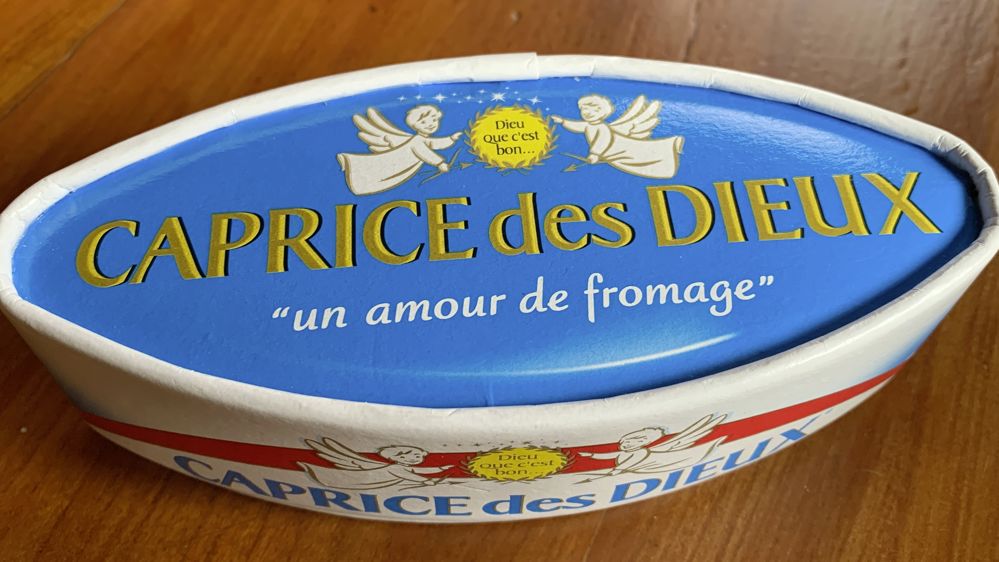 Dieu
que c'est
bon...
CAPRICE des DIEUX
“un amour de fromage”
Dieu
que c'est
bon...
CAPRICE des DIEUX